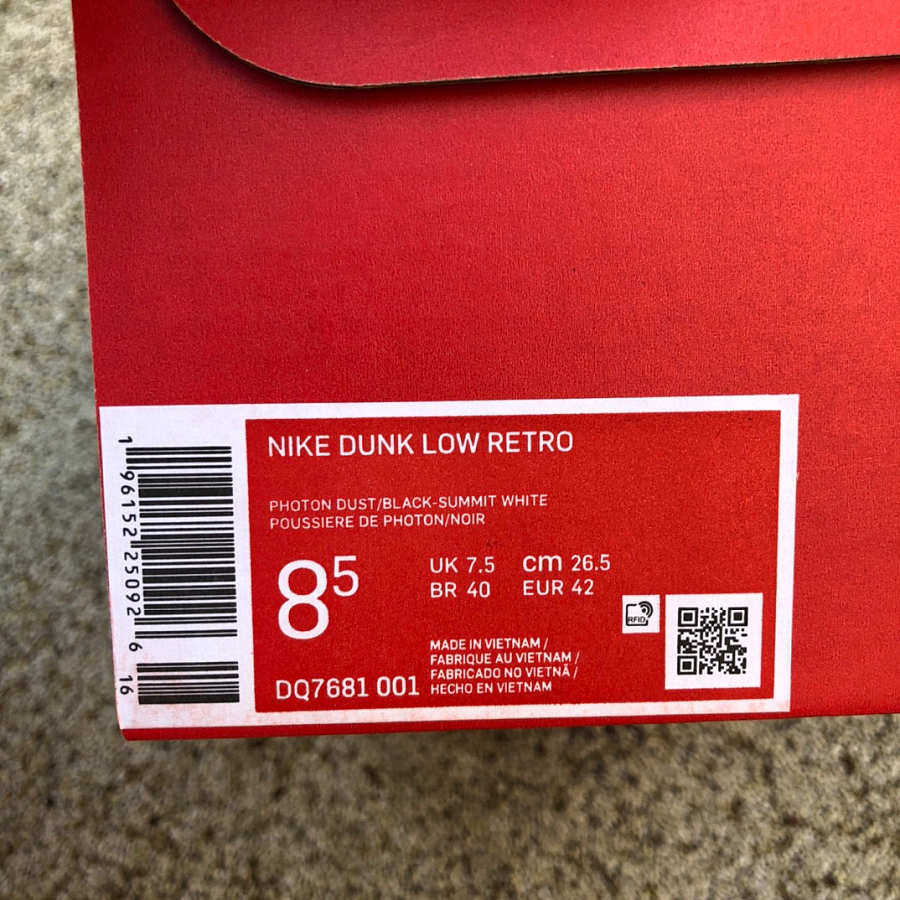 NIKE DUNK LOW RETRO
PHOTON DUST/BLACK-SUMMIT WHITE
POUSSIERE DE PHOTON/NOIR
8 5
UK 7.5 cm 26.5
BR 40 EUR 42
RFID
MADE IN VIETNAM /
FABRIQUE AU VIETNAM /
FABRICADO NO VIETNÃ /
HECHO EN VIETNAM
DQ7681 001
1 96152 25092 6 16